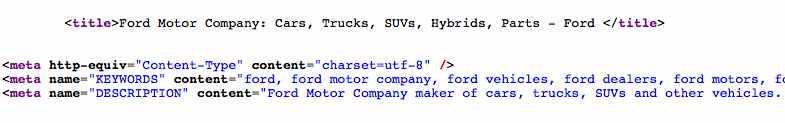 <title>Ford Motor Company: Cars, Trucks, SUVs, Hybrids, Parts - Ford </title>
<meta http-equiv="Content-Type" content="charset=utf-8" />
<meta name="KEYWORDS" content="ford, ford motor company, ford vehicles, ford dealers, ford motors,
<meta name="DESCRIPTION" content="Ford Motor Company maker of cars, trucks, SUVs and other vehicles.